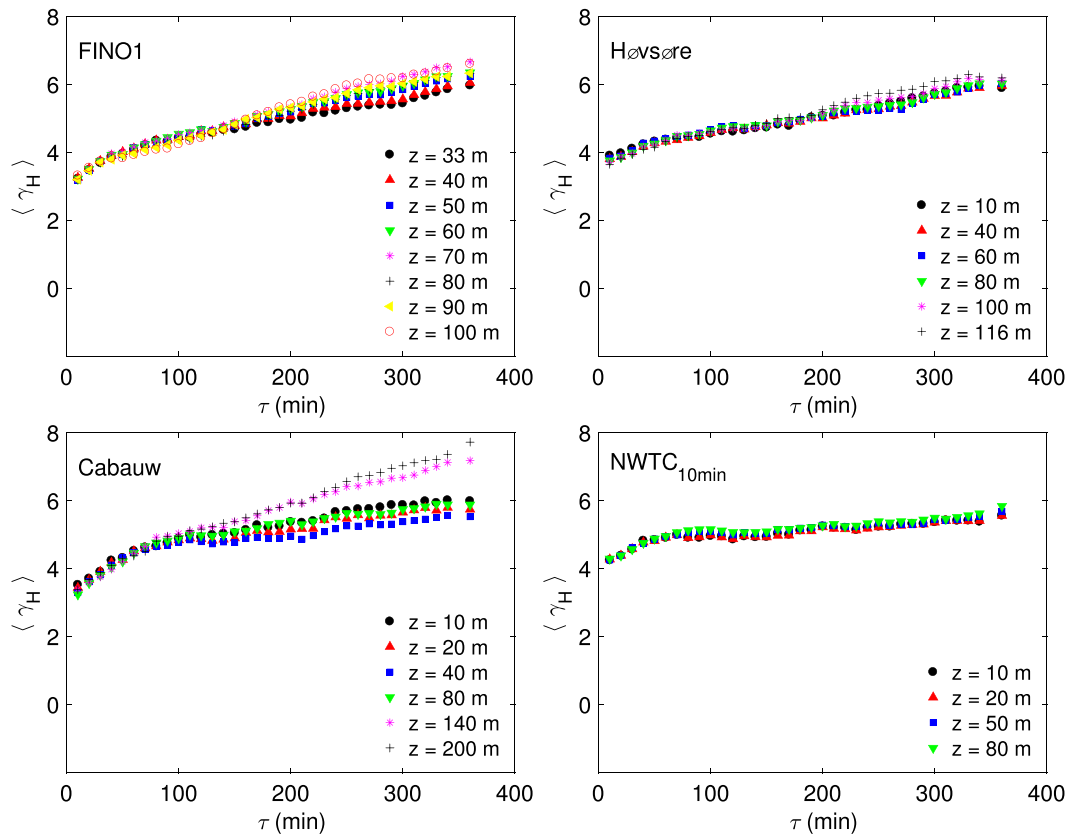 FINO1
8
6
4
2
0
⟨ γH ⟩
z = 33 m
z = 40 m
z = 50 m
z = 60 m
z = 70 m
z = 80 m
z = 90 m
z = 100 m
0 100 200 300 400
τ (min)
Høvsøre
8
6
4
2
0
⟨ γH ⟩
z = 10 m
z = 40 m
z = 60 m
z = 80 m
z = 100 m
z = 116 m
0 100 200 300 400
τ (min)
Cabauw
8
6
4
2
0
⟨ γH ⟩
z = 10 m
z = 20 m
z = 40 m
z = 80 m
z = 140 m
z = 200 m
0 100 200 300 400
τ (min)
NWTC10min
8
6
4
2
0
⟨ γH ⟩
z = 10 m
z = 20 m
z = 50 m
z = 80 m
0 100 200 300 400
τ (min)